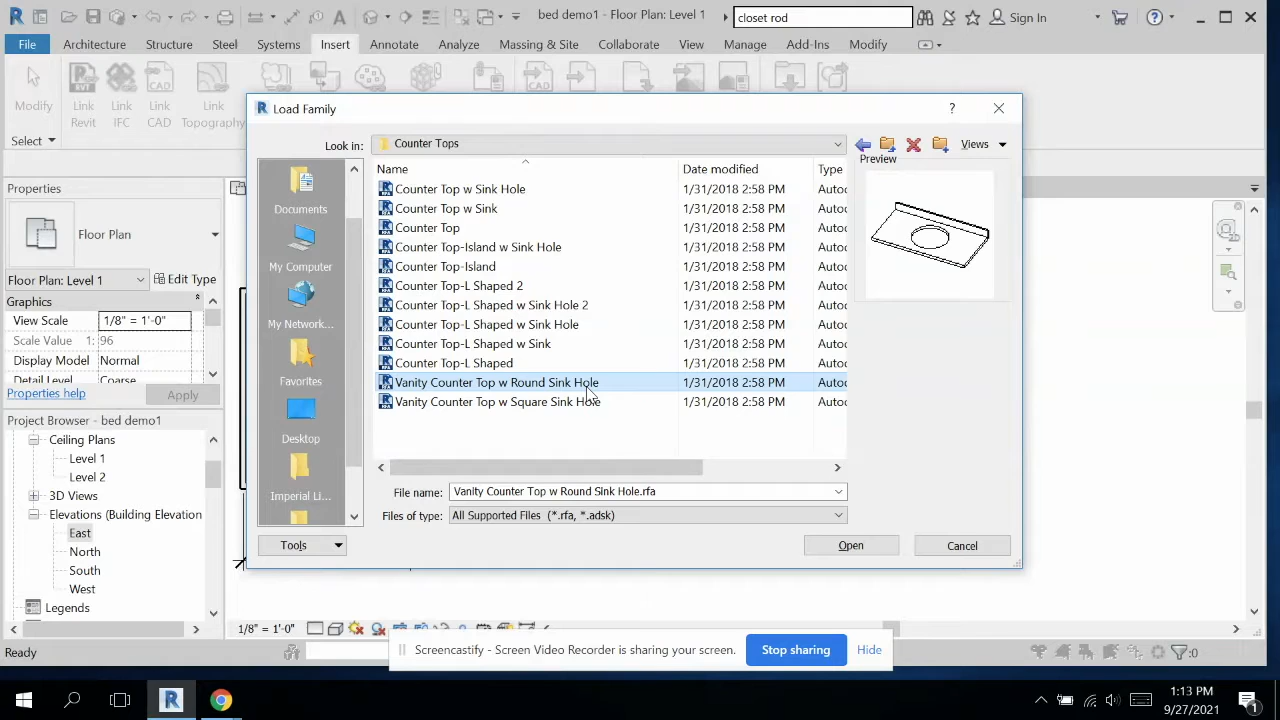 bed demo1 - Floor Plan: Level 1
closet rod
Sign In
File Architecture Structure Steel Systems Insert Annotate Analyze Massing & Site Collaborate View Manage Add-Ins Modify
Modify
Link Revit
Link IFC
Link CAD
Link Topography
Select
Load Family
Look in: Counter Tops
Views
Preview
Name Date modified Type
Counter Top w Sink Hole 1/31/2018 2:58 PM Autoc
Counter Top w Sink 1/31/2018 2:58 PM Autoc
Counter Top 1/31/2018 2:58 PM Autoc
Counter Top-Island w Sink Hole 1/31/2018 2:58 PM Autoc
Counter Top-Island 1/31/2018 2:58 PM Autoc
Counter Top-L Shaped 2 1/31/2018 2:58 PM Autoc
Counter Top-L Shaped w Sink Hole 2 1/31/2018 2:58 PM Autoc
Counter Top-L Shaped w Sink Hole 1/31/2018 2:58 PM Autoc
Counter Top-L Shaped w Sink 1/31/2018 2:58 PM Autoc
Counter Top-L Shaped 1/31/2018 2:58 PM Autoc
Vanity Counter Top w Round Sink Hole 1/31/2018 2:58 PM Autoc
Vanity Counter Top w Square Sink Hole 1/31/2018 2:58 PM Autoc
Documents
My Computer
My Network...
Favorites
Desktop
Imperial Li...
File name: Vanity Counter Top w Round Sink Hole.rfa
Files of type: All Supported Files (*.rfa, *.adsk)
Tools
Open
Cancel
Properties
Floor Plan
Floor Plan: Level 1 Edit Type
Graphics
View Scale 1/8" = 1'-0"
Scale Value 1: 96
Display Model Normal
Detail Level Coarse
Properties help Apply
Project Browser - bed demo1
Ceiling Plans
Level 1
Level 2
3D Views
Elevations (Building Elevation
East
North
South
West
Legends
1/8" = 1'-0"
Ready
:0
Screencastify - Screen Video Recorder is sharing your screen. Stop sharing Hide
1:13 PM
9/27/2021
1